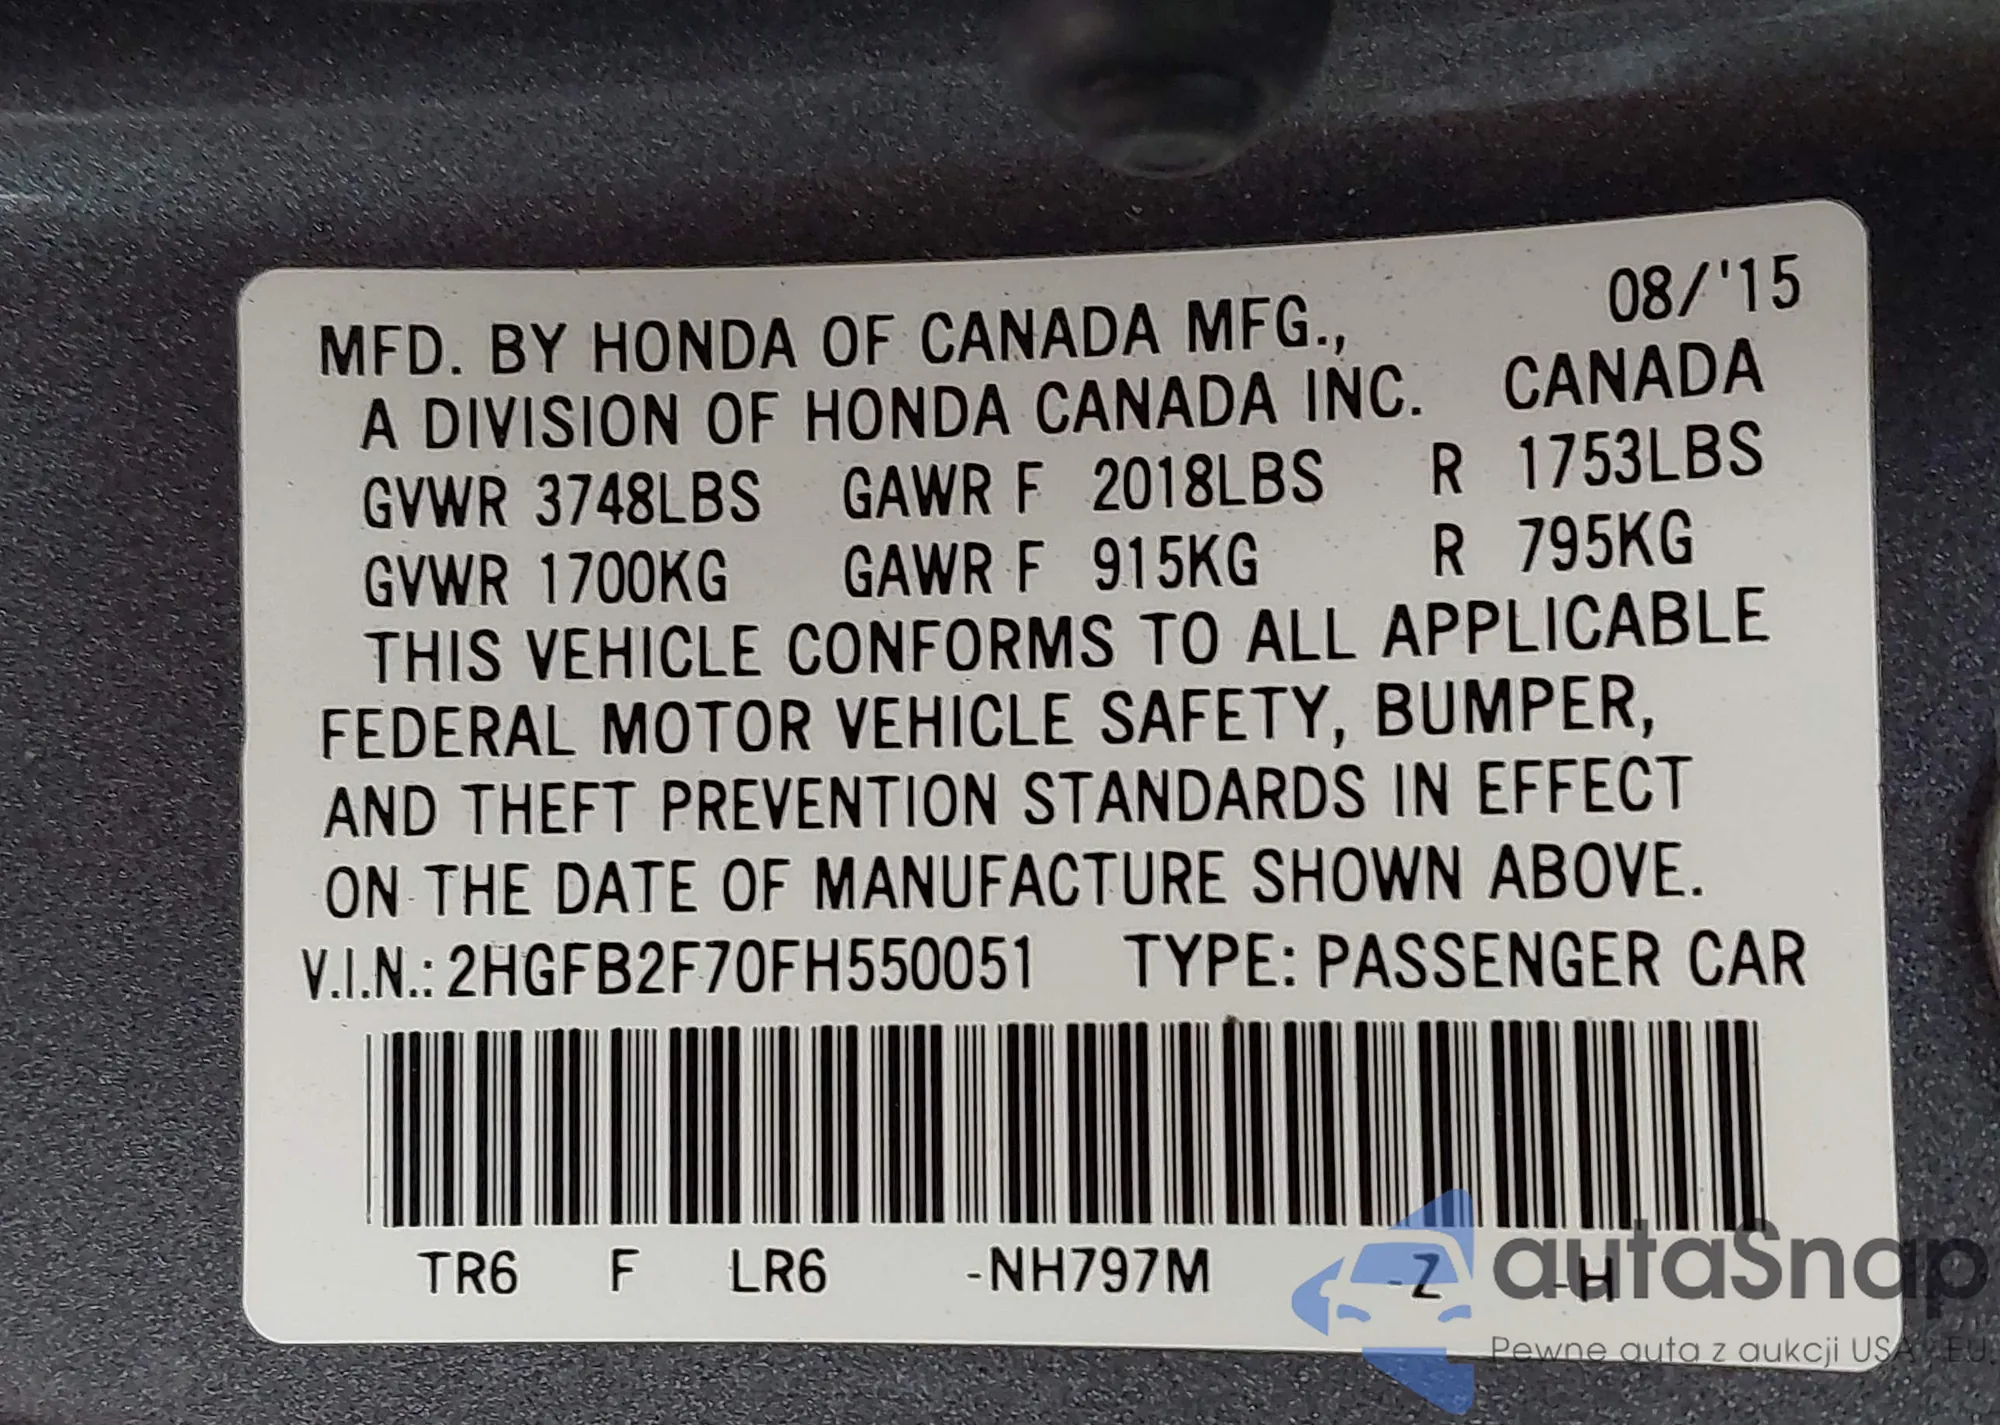 08/'15
MFD. BY HONDA OF CANADA MFG.,
A DIVISION OF HONDA CANADA INC. CANADA
GVWR 3748LBS GAWR F 2018LBS R 1753LBS
GVWR 1700KG GAWR F 915KG R 795KG
THIS VEHICLE CONFORMS TO ALL APPLICABLE
FEDERAL MOTOR VEHICLE SAFETY, BUMPER,
AND THEFT PREVENTION STANDARDS IN EFFECT
ON THE DATE OF MANUFACTURE SHOWN ABOVE.
V.I.N.: 2HGFB2F70FH550051 TYPE: PASSENGER CAR
TR6 F LR6 -NH797M -Z -H
autaSnap
Pewne auta z aukcji USA i EU